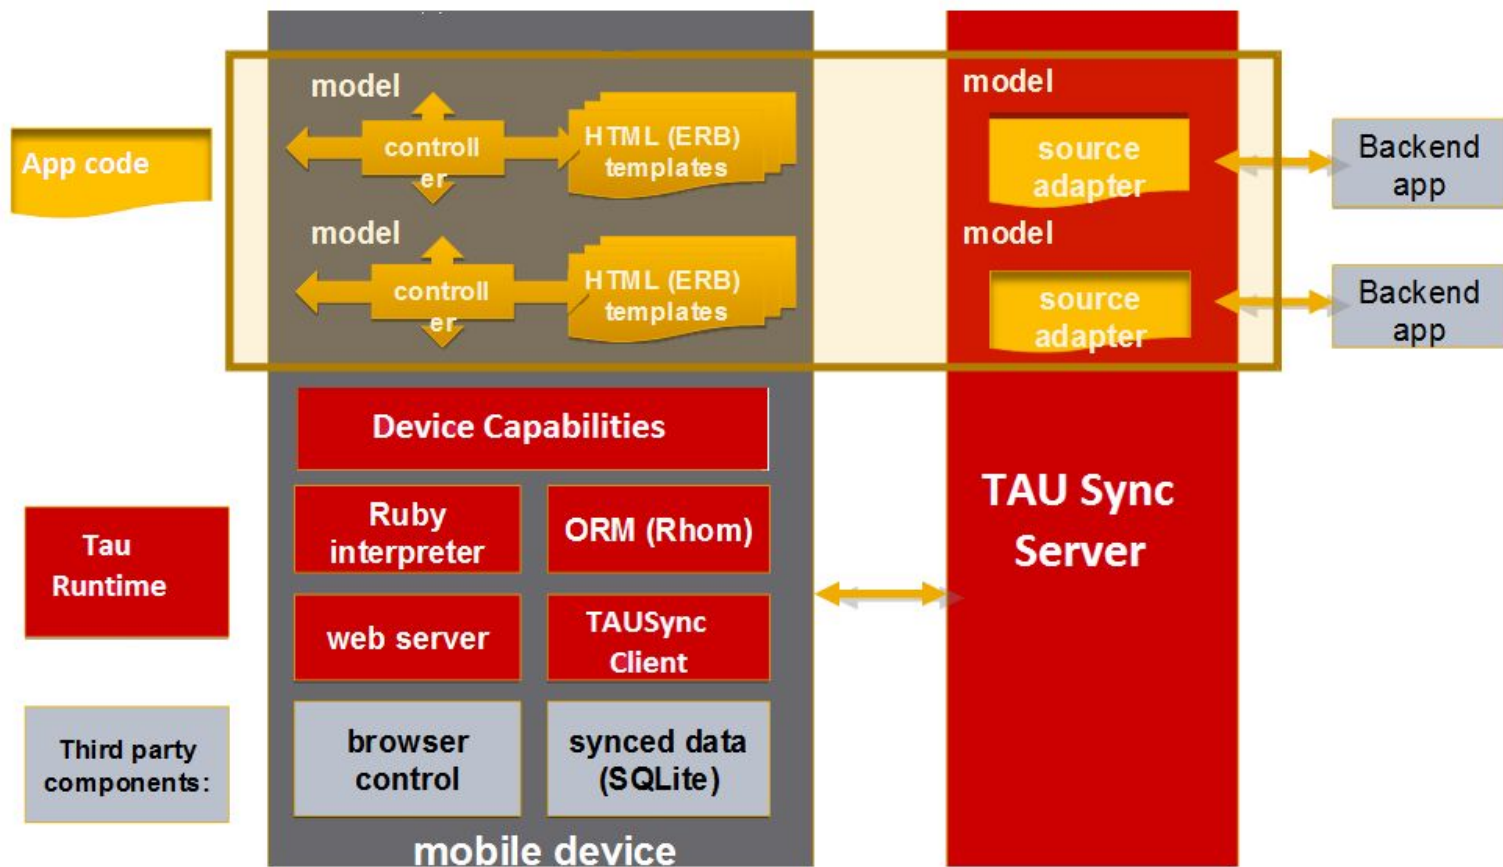 model
controll
er
HTML (ERB)
templates
model
source
adapter
Backend
app
App code
model
controll
er
HTML (ERB)
templates
model
source
adapter
Backend
app
Device Capabilities
Tau
Runtime
Ruby
interpreter
ORM (Rhom)
TAU Sync
Server
web server
TAUSync
Client
Third party
components:
browser
control
synced data
(SQLite)
mobile device